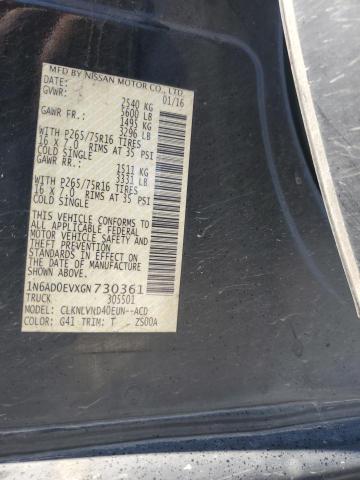 MFD BY NISSAN MOTOR CO., LTD.
DATE: 01/16
GVWR: 2540 KG
5600 LB
GAWR FR.: 1495 KG
3296 LB
WITH P265/75R16 TIRES
16 X 7.0 RIMS AT 35 PSI
COLD SINGLE
GAWR RR.: 1511 KG
3331 LB
WITH P265/75R16 TIRES
16 X 7.0 RIMS AT 35 PSI
COLD SINGLE
THIS VEHICLE CONFORMS TO
ALL APPLICABLE FEDERAL
MOTOR VEHICLE SAFETY AND
THEFT PREVENTION
STANDARDS IN EFFECT ON
THE DATE OF MANUFACTURE
SHOWN ABOVE.
1N6AD0EVXGN730361
TRUCK 305501
MODEL: CLKNLVND40EUN--ACD
COLOR: G41 TRIM: T ZS00A